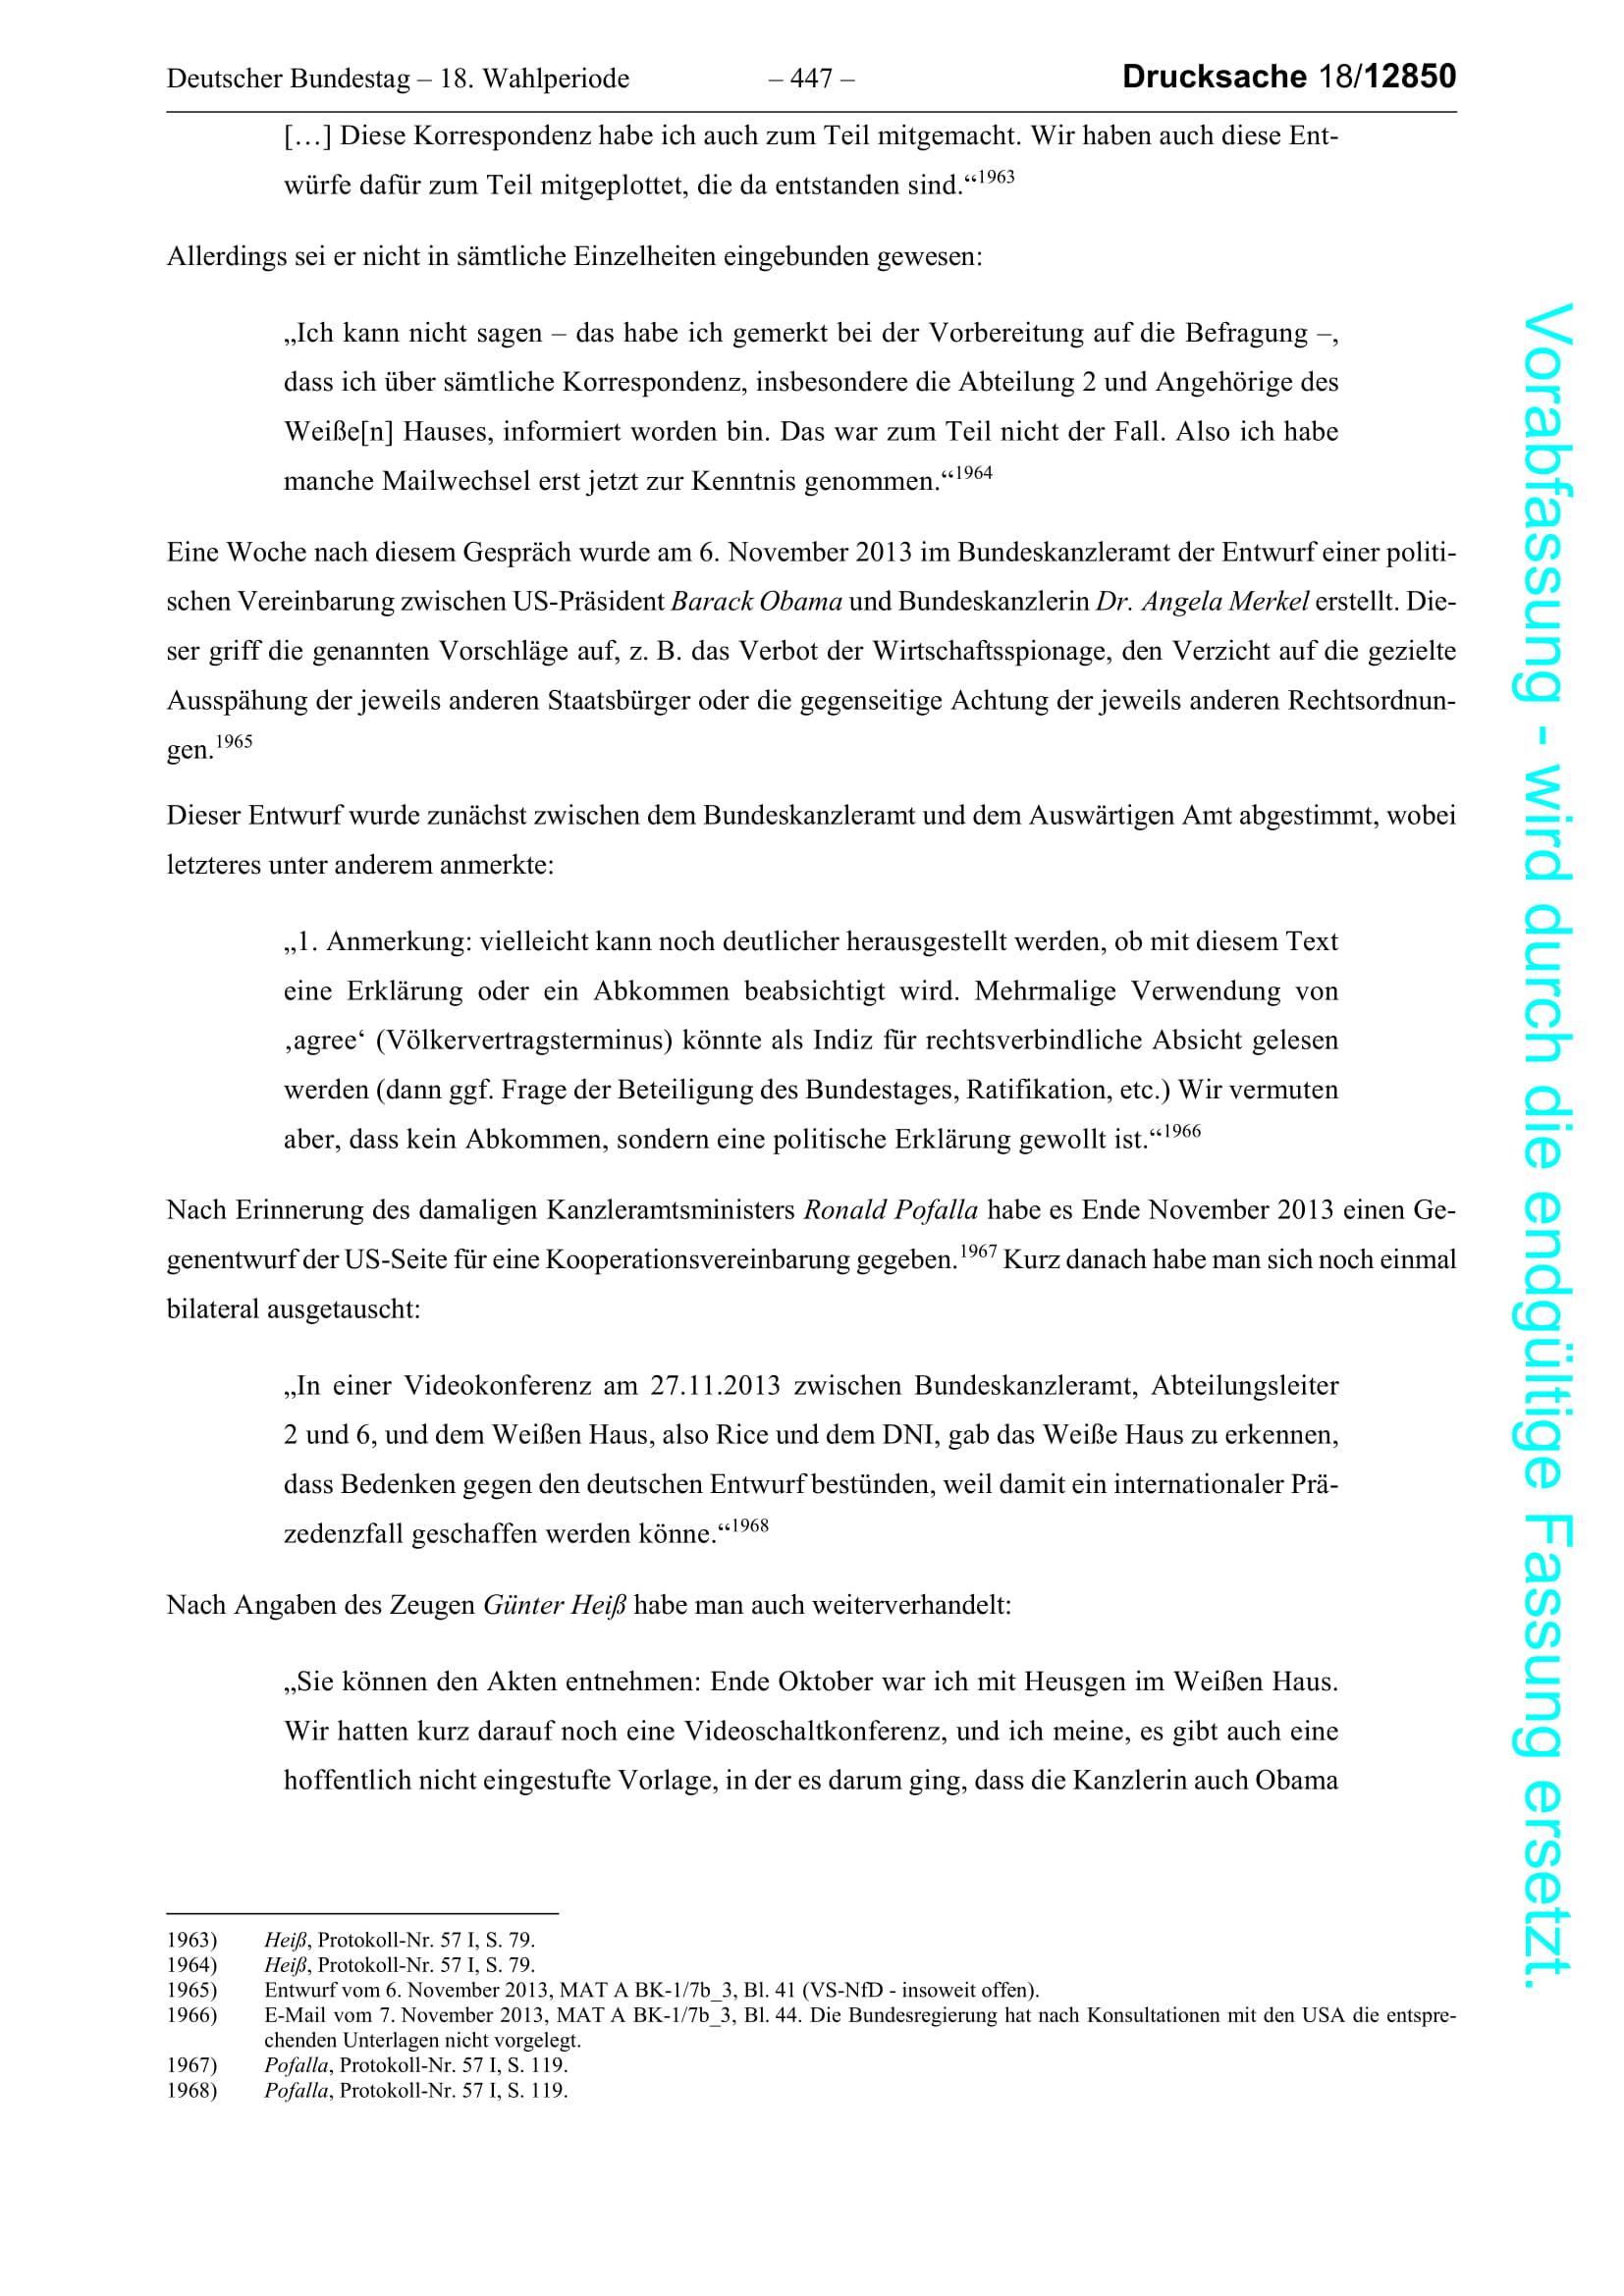 Deutscher Bundestag – 18. Wahlperiode – 447 – Drucksache 18/12850
[…] Diese Korrespondenz habe ich auch zum Teil mitgemacht. Wir haben auch diese Ent-
würfe dafür zum Teil mitgeplottet, die da entstanden sind.“1963
Allerdings sei er nicht in sämtliche Einzelheiten eingebunden gewesen:
„Ich kann nicht sagen – das habe ich gemerkt bei der Vorbereitung auf die Befragung –,
dass ich über sämtliche Korrespondenz, insbesondere die Abteilung 2 und Angehörige des
Weiße[n] Hauses, informiert worden bin. Das war zum Teil nicht der Fall. Also ich habe
manche Mailwechsel erst jetzt zur Kenntnis genommen.“1964
Eine Woche nach diesem Gespräch wurde am 6. November 2013 im Bundeskanzleramt der Entwurf einer politi-
schen Vereinbarung zwischen US-Präsident Barack Obama und Bundeskanzlerin Dr. Angela Merkel erstellt. Die-
ser griff die genannten Vorschläge auf, z. B. das Verbot der Wirtschaftsspionage, den Verzicht auf die gezielte
Ausspähung der jeweils anderen Staatsbürger oder die gegenseitige Achtung der jeweils anderen Rechtsordnun-
gen.1965
Dieser Entwurf wurde zunächst zwischen dem Bundeskanzleramt und dem Auswärtigen Amt abgestimmt, wobei
letzteres unter anderem anmerkte:
„1. Anmerkung: vielleicht kann noch deutlicher herausgestellt werden, ob mit diesem Text
eine Erklärung oder ein Abkommen beabsichtigt wird. Mehrmalige Verwendung von
‚agree‘ (Völkervertragsterminus) könnte als Indiz für rechtsverbindliche Absicht gelesen
werden (dann ggf. Frage der Beteiligung des Bundestages, Ratifikation, etc.) Wir vermuten
aber, dass kein Abkommen, sondern eine politische Erklärung gewollt ist.“1966
Nach Erinnerung des damaligen Kanzleramtsministers Ronald Pofalla habe es Ende November 2013 einen Ge-
genentwurf der US-Seite für eine Kooperationsvereinbarung gegeben.1967 Kurz danach habe man sich noch einmal
bilateral ausgetauscht:
„In einer Videokonferenz am 27.11.2013 zwischen Bundeskanzleramt, Abteilungsleiter
2 und 6, und dem Weißen Haus, also Rice und dem DNI, gab das Weiße Haus zu erkennen,
dass Bedenken gegen den deutschen Entwurf bestünden, weil damit ein internationaler Prä-
zedenzfall geschaffen werden könne.“1968
Nach Angaben des Zeugen Günter Heiß habe man auch weiterverhandelt:
„Sie können den Akten entnehmen: Ende Oktober war ich mit Heusgen im Weißen Haus.
Wir hatten kurz darauf noch eine Videoschaltkonferenz, und ich meine, es gibt auch eine
hoffentlich nicht eingestufte Vorlage, in der es darum ging, dass die Kanzlerin auch Obama
1963) Heiß, Protokoll-Nr. 57 I, S. 79.
1964) Heiß, Protokoll-Nr. 57 I, S. 79.
1965) Entwurf vom 6. November 2013, MAT A BK-1/7b_3, Bl. 41 (VS-NfD - insoweit offen).
1966) E-Mail vom 7. November 2013, MAT A BK-1/7b_3, Bl. 44. Die Bundesregierung hat nach Konsultationen mit den USA die entspre-
chenden Unterlagen nicht vorgelegt.
1967) Pofalla, Protokoll-Nr. 57 I, S. 119.
1968) Pofalla, Protokoll-Nr. 57 I, S. 119.
Vorabfassung - wird durch die endgültige Fassung ersetzt.